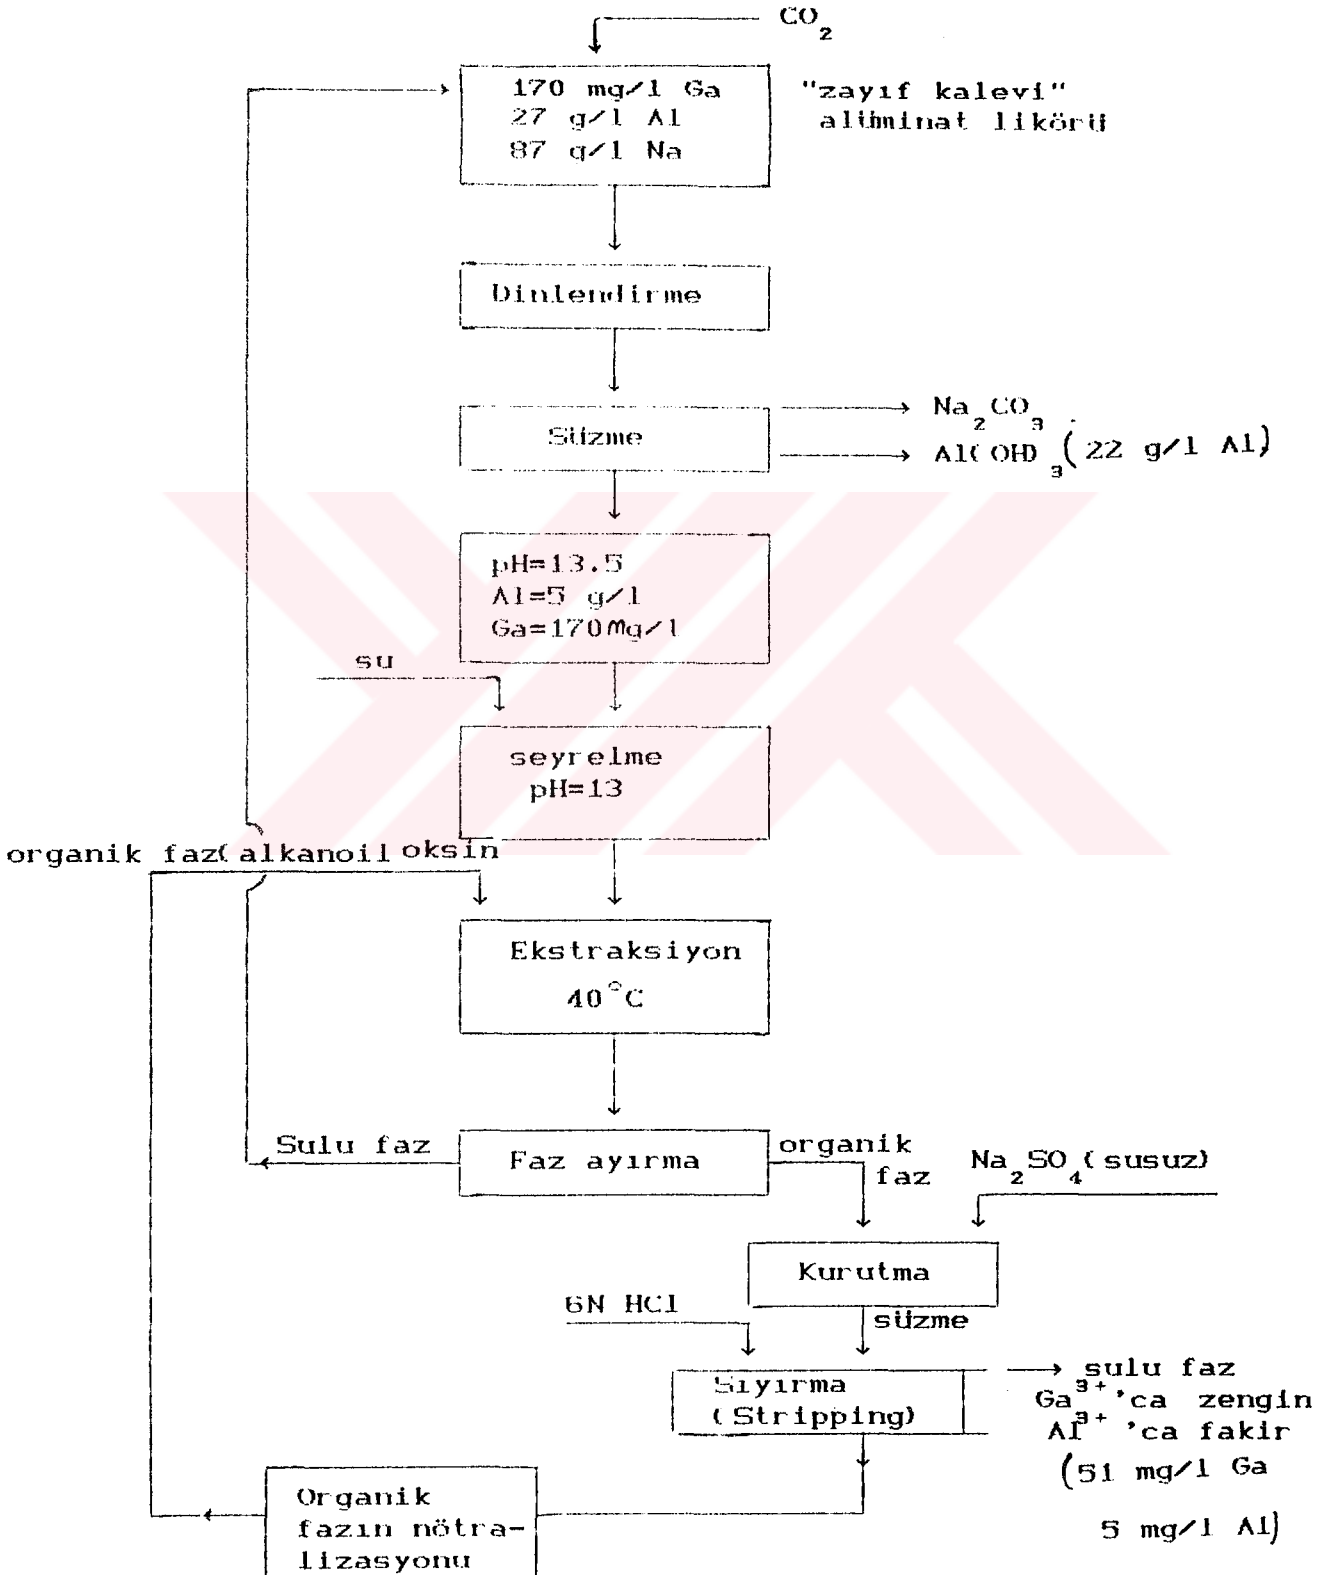 CO2
170 mg/l Ga
27 g/l Al
87 g/l Na
"zayıf kalevi"
alüminat likörü
Dinlendirme
Süzme
Na2CO3
Al(OH)3(22 g/l Al)
pH=13.5
Al=5 g/l
Ga=170mg/l
su
seyrelme
pH=13
organik faz(alkanoil oksin
Ekstraksiyon
40°C
Sulu faz
Faz ayırma
organik
faz
Na2SO4(susuz)
Kurutma
6N HCl
süzme
Sıyırma
(Stripping)
sulu faz
Ga3+'ca zengin
Al3+'ca fakir
(51 mg/l Ga
5 mg/l Al)
Organik
fazın nötra-
lizasyonu